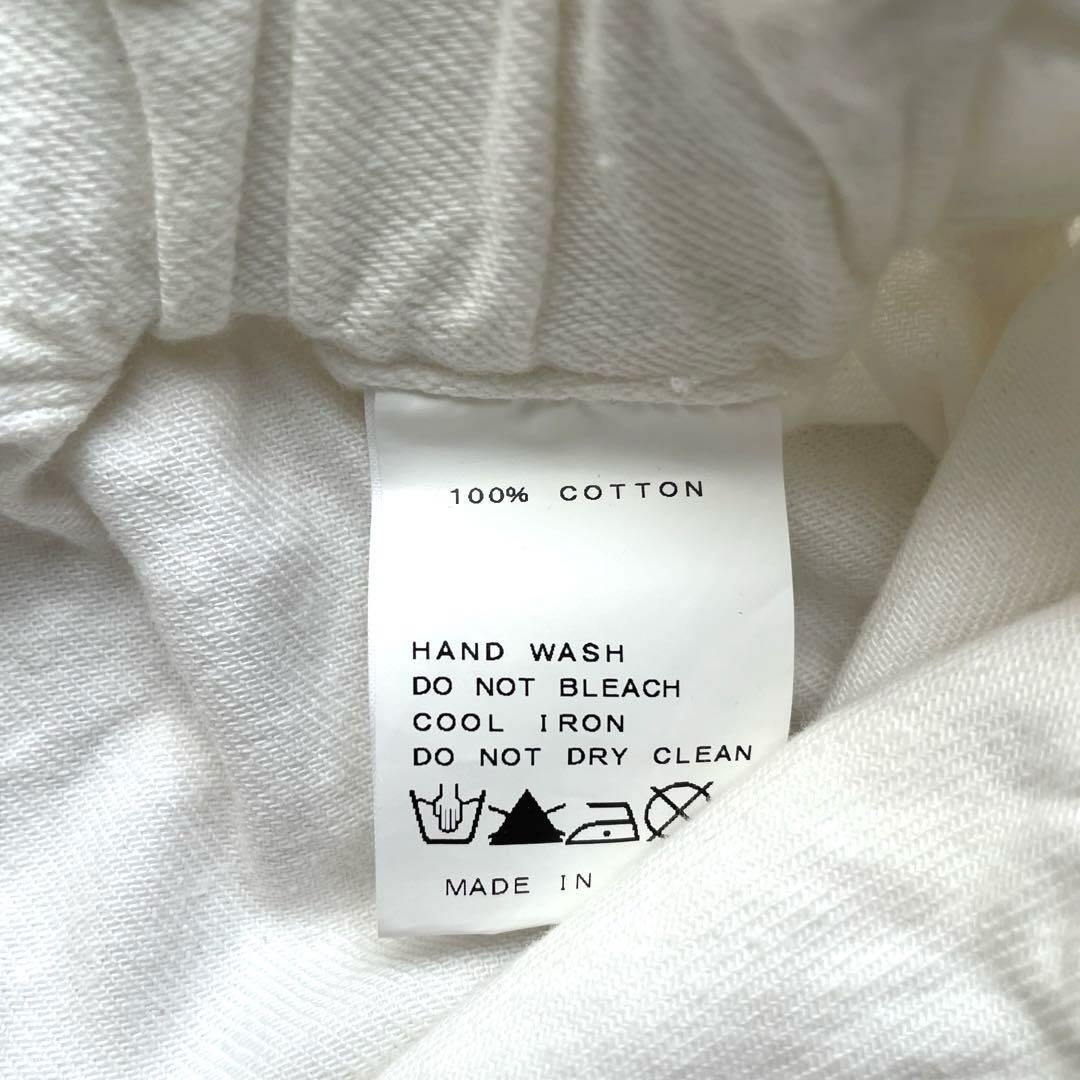 100% COTTON
HAND WASH
DO NOT BLEACH
COOL IRON
DO NOT DRY CLEAN
MADE IN